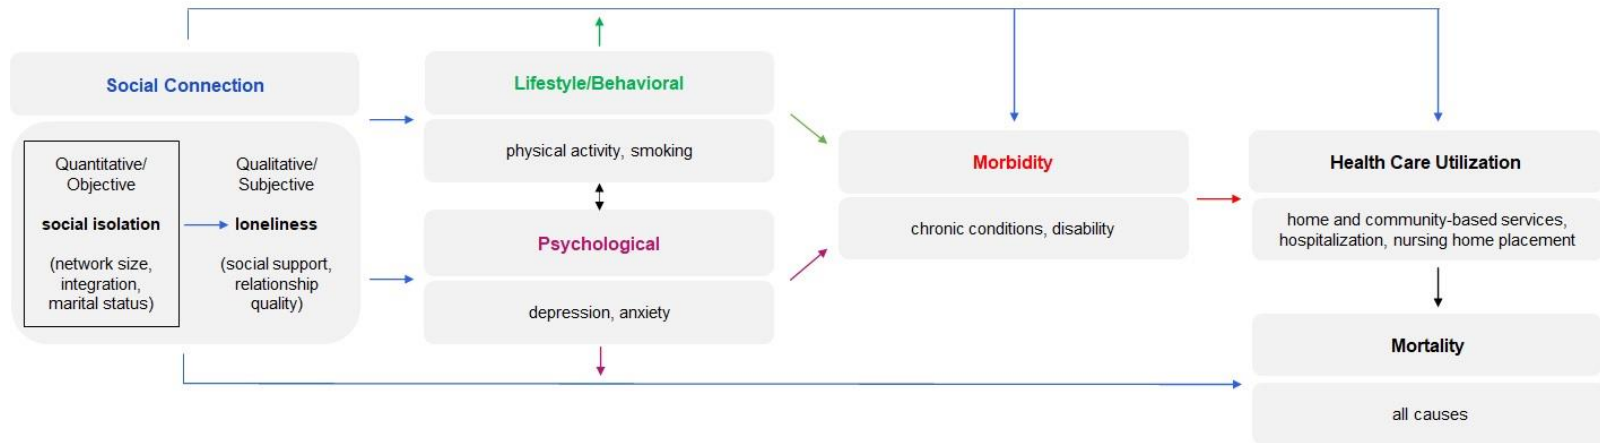 Social Connection
Quantitative/
Objective
social isolation
(network size,
integration,
marital status)
Qualitative/
Subjective
loneliness
(social support,
relationship
quality)
Lifestyle/Behavioral
physical activity, smoking
Psychological
depression, anxiety
Morbidity
chronic conditions, disability
Health Care Utilization
home and community-based services,
hospitalization, nursing home placement
Mortality
all causes